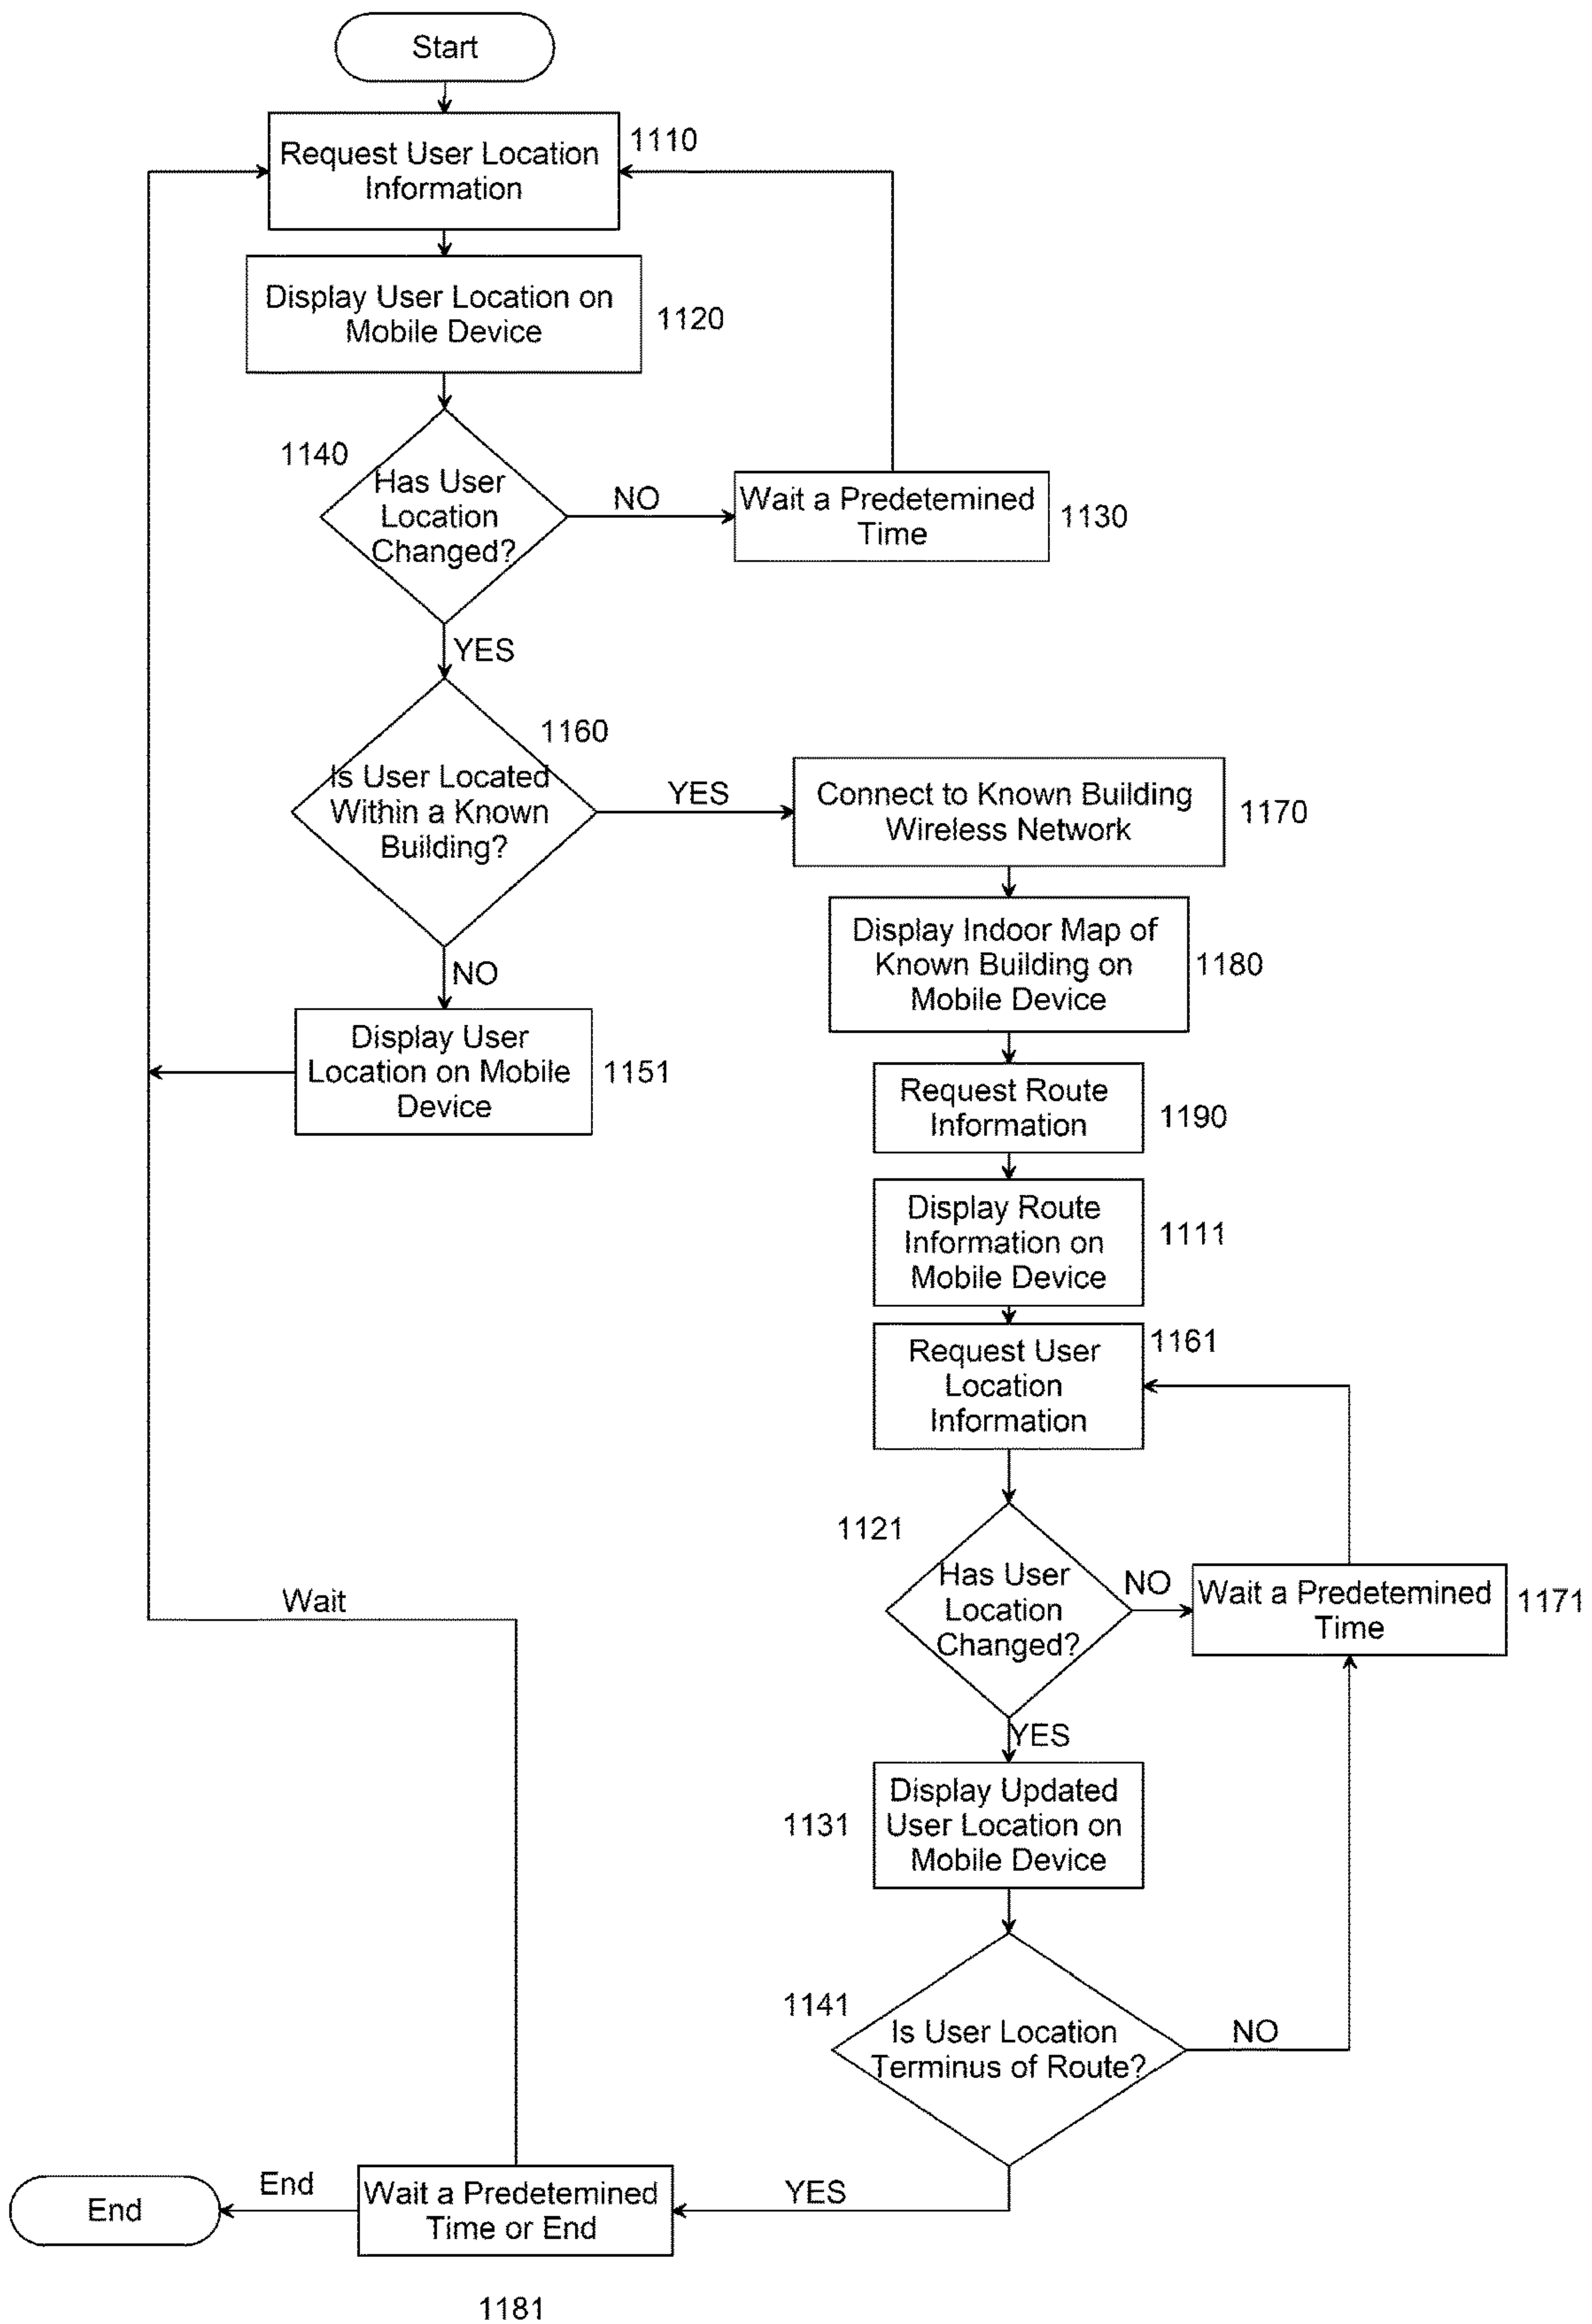 Start
Request User Location
Information
1110
Display User Location on
Mobile Device
1120
1140
Has User
Location
Changed?
NO
Wait a Predetemined
Time
1130
YES
1160
Is User Located
Within a Known
Building?
YES
Connect to Known Building
Wireless Network
1170
NO
Display Indoor Map of
Known Building on
Mobile Device
1180
Display User
Location on Mobile
Device
1151
Request Route
Information
1190
Display Route
Information on
Mobile Device
1111
Request User
Location
Information
1161
1121
Has User
Location
Changed?
NO
Wait a Predetemined
Time
1171
Wait
YES
Display Updated
User Location on
Mobile Device
1131
1141
Is User Location
Terminus of Route?
NO
YES
Wait a Predetemined
Time or End
End
End
1181